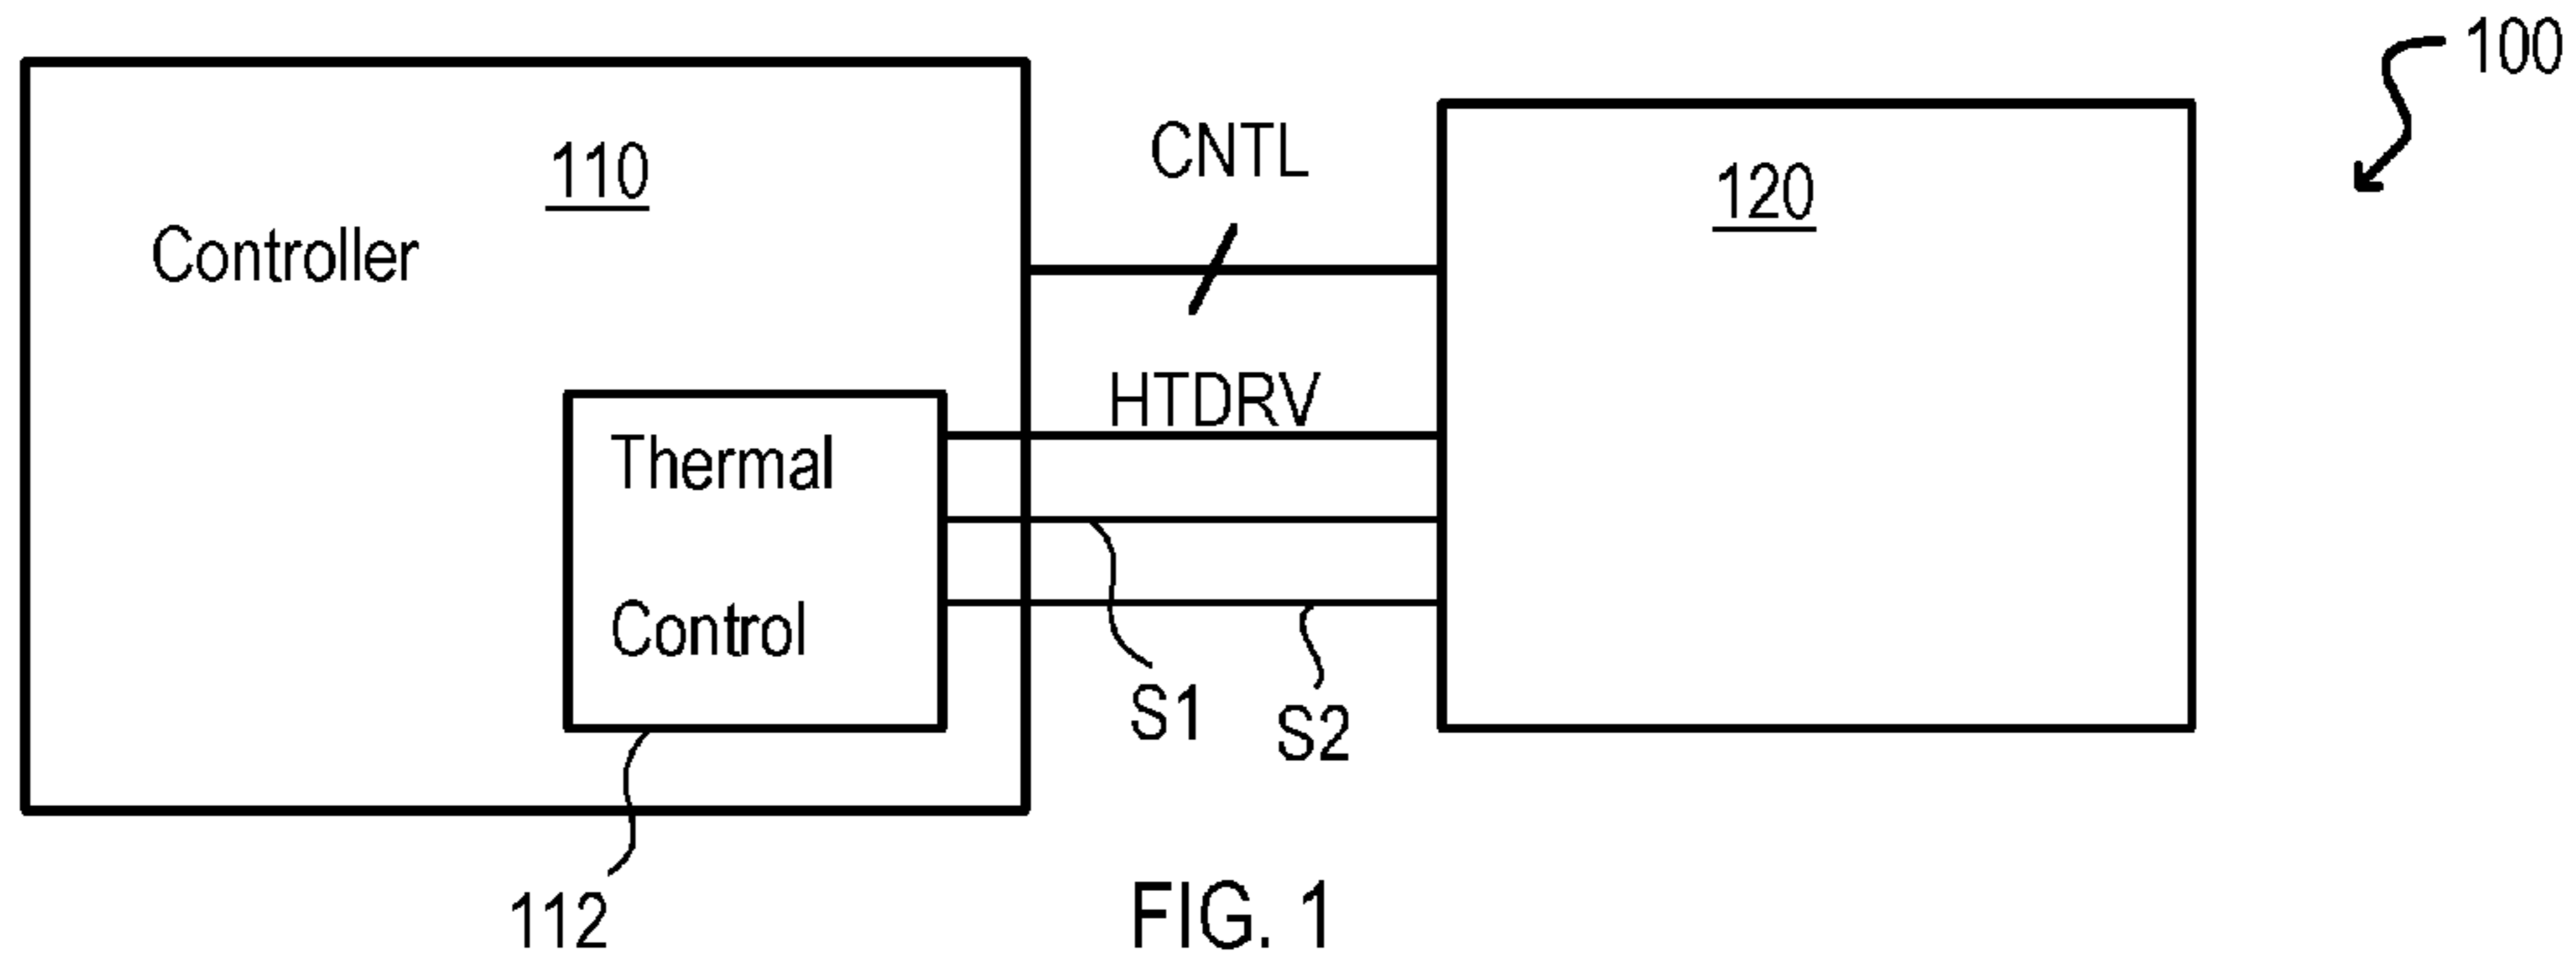 100
CNTL
110
120
Controller
HTDRV
Thermal
Control
S1
S2
112
FIG. 1